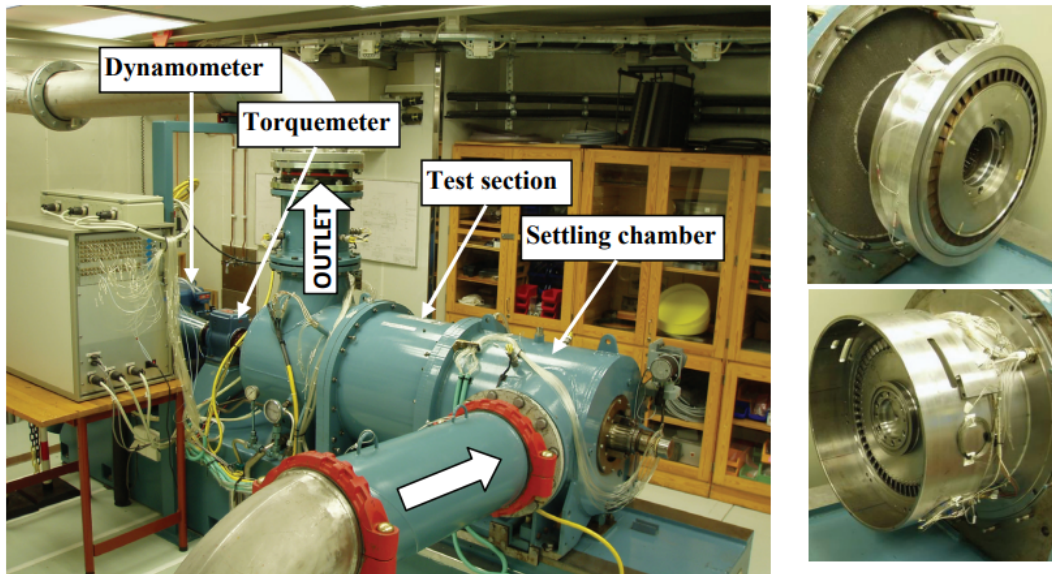 Dynamometer
Torquemeter
Test section
Settling chamber
OUTLET